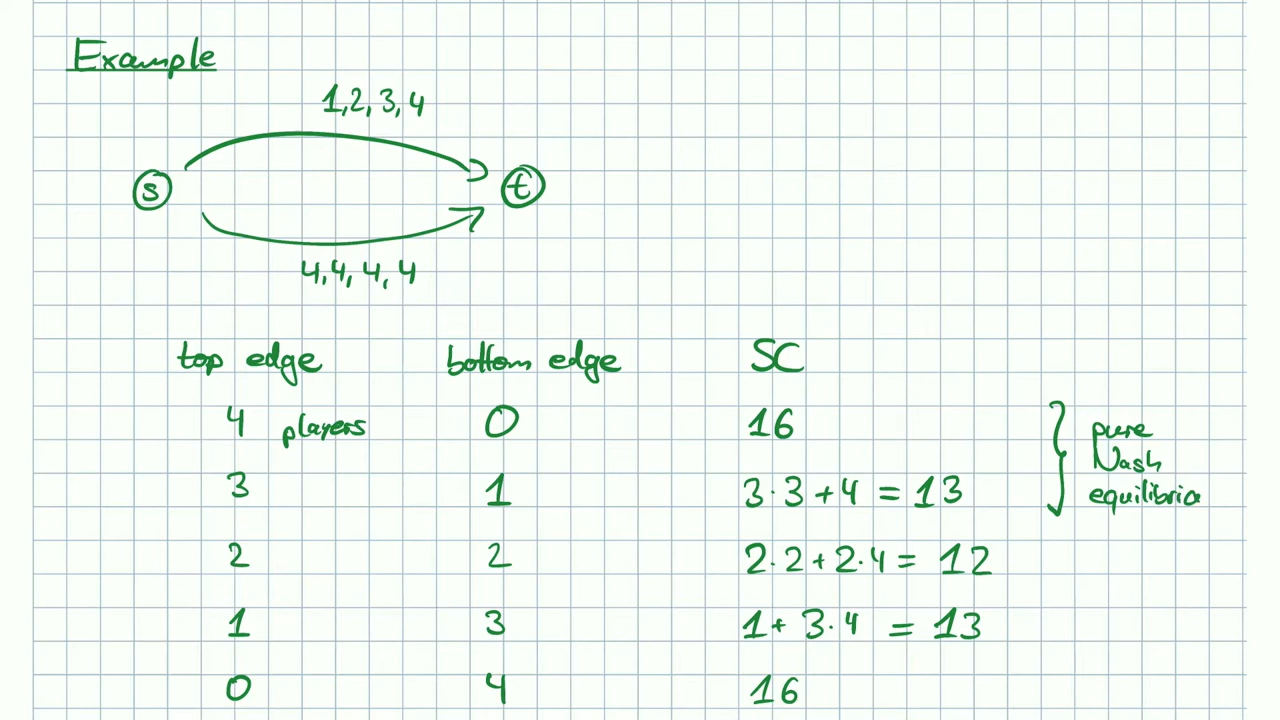 Example
1, 2, 3, 4
s
t
4, 4, 4, 4
top edge bottom edge SC
4 players 0 16
3 1 3·3 + 4 = 13
pure
Nash
equilibria
2 2 2·2 + 2·4 = 12
1 3 1 + 3·4 = 13
0 4 16